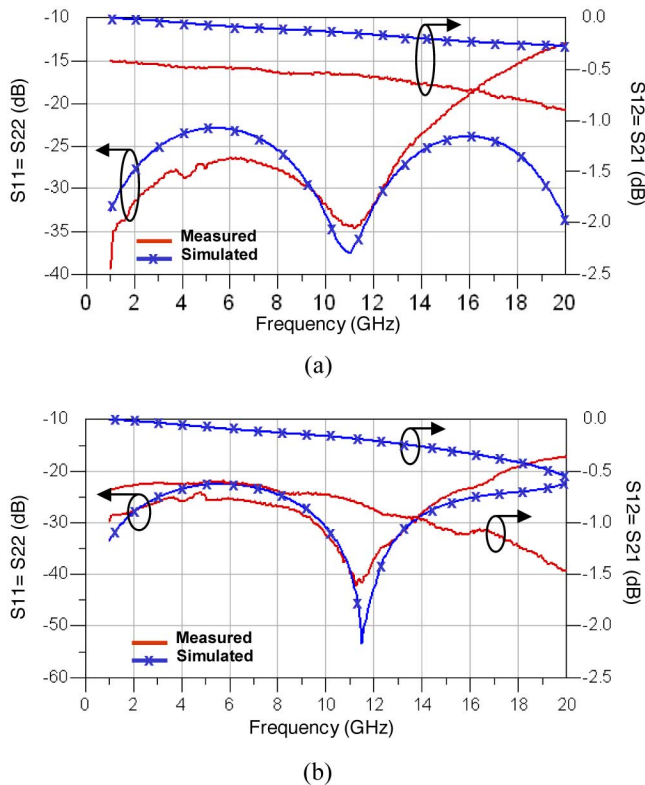 S11= S22 (dB)
-10
-15
-20
-25
-30
-35
-40
0.0
-0.5
-1.0
-1.5
-2.0
-2.5
S12= S21 (dB)
Measured
Simulated
0 2 4 6 8 10 12 14 16 18 20
Frequency (GHz)
(a)
S11= S22 (dB)
-10
-20
-30
-40
-50
-60
0.0
-0.5
-1.0
-1.5
-2.0
-2.5
S12= S21 (dB)
Measured
Simulated
0 2 4 6 8 10 12 14 16 18 20
Frequency (GHz)
(b)